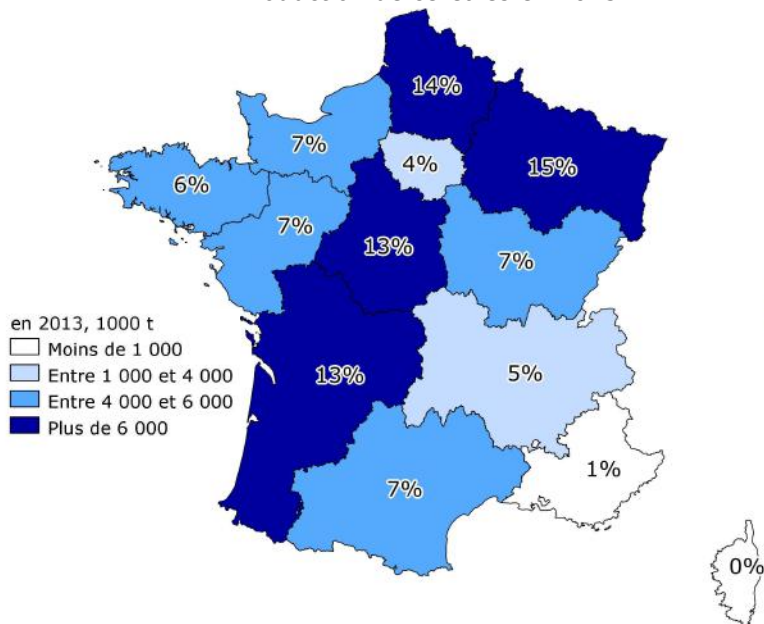 14%
7%
4%
15%
6%
7%
13%
7%
en 2013, 1000 t
Moins de 1 000
Entre 1 000 et 4 000
Entre 4 000 et 6 000
Plus de 6 000
13%
5%
7%
1%
0%